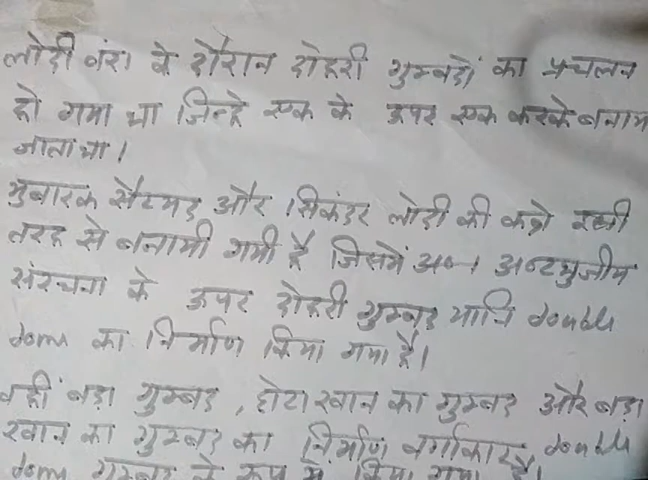 लोदी वंश के दौरान दोहरी गुम्बदों का प्रचलन
हो गया था जिन्हे एक के ऊपर एक करके बनाया
जाता था।
मुबारक सैय्यद और सिकंदर लोदी की कब्रे इसी
तरह से बनायी गयी है जिसमें अष्टभुजीय
संरचना के ऊपर दोहरी गुम्बद यानि double
dome का निर्माण किया गया है।
वहीं बड़ा गुम्बद, छोटा खान का गुम्बद और बड़ा
खान का गुम्बद का निर्माण वर्गाकार double
dome गुम्बद के रूप में किया गया है।